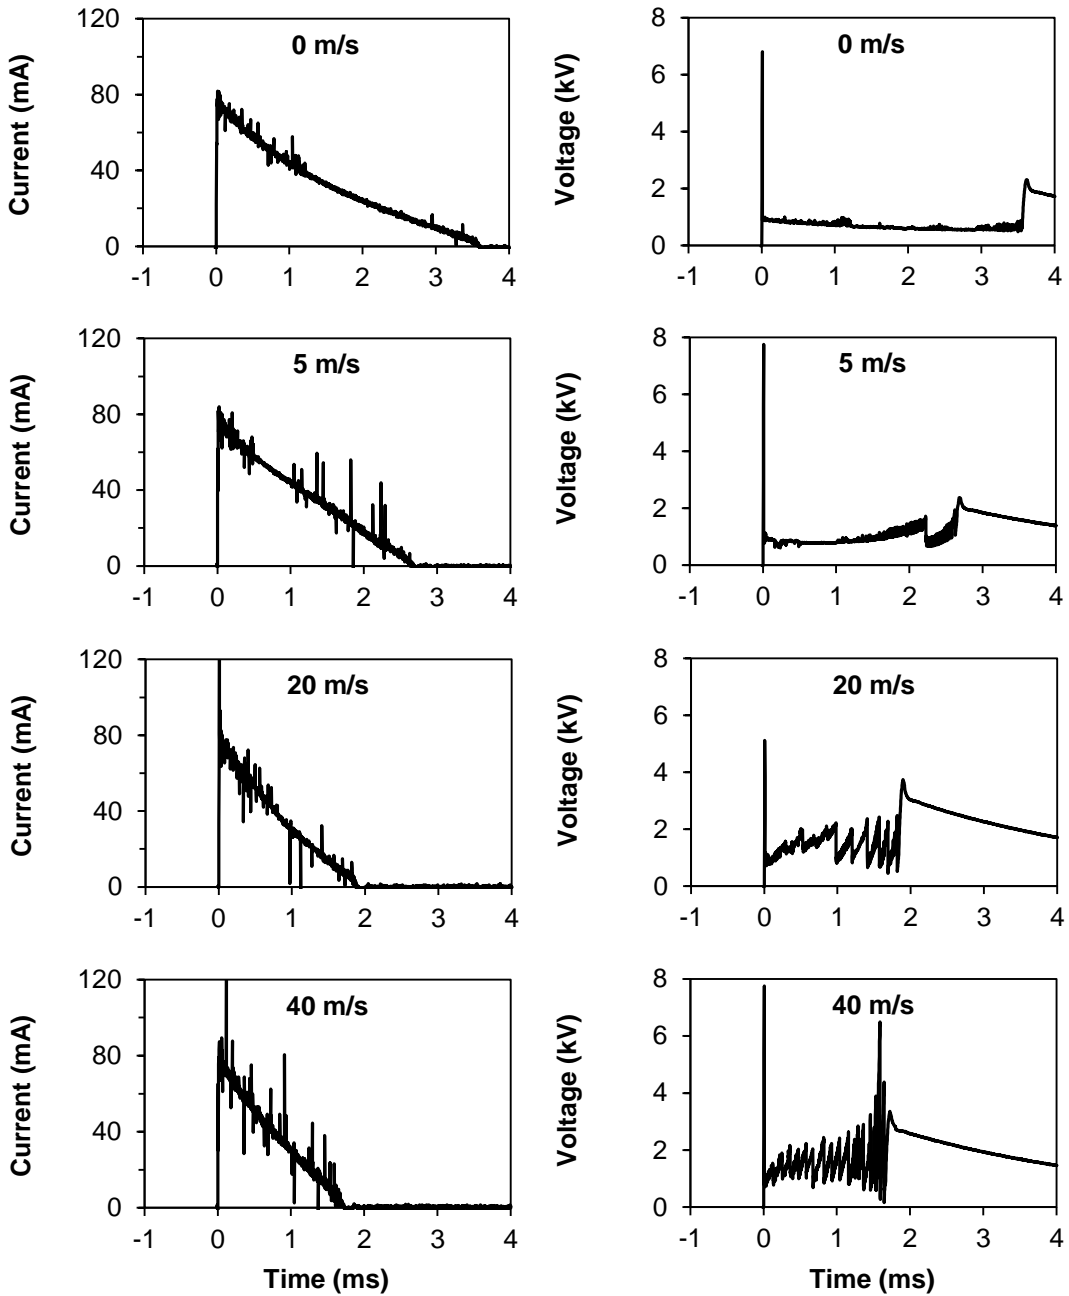 120 8
0 m/s 0 m/s
80 6
4
40 2
0 0
Current (mA) Voltage (kV)
-1 0 1 2 3 4 -1 0 1 2 3 4
120 8
5 m/s 5 m/s
80 6
4
40 2
0 0
Current (mA) Voltage (kV)
-1 0 1 2 3 4 -1 0 1 2 3 4
120 8
20 m/s 20 m/s
80 6
4
40 2
0 0
Current (mA) Voltage (kV)
-1 0 1 2 3 4 -1 0 1 2 3 4
120 8
40 m/s 40 m/s
80 6
4
40 2
0 0
Current (mA) Voltage (kV)
-1 0 1 2 3 4 -1 0 1 2 3 4
Time (ms) Time (ms)